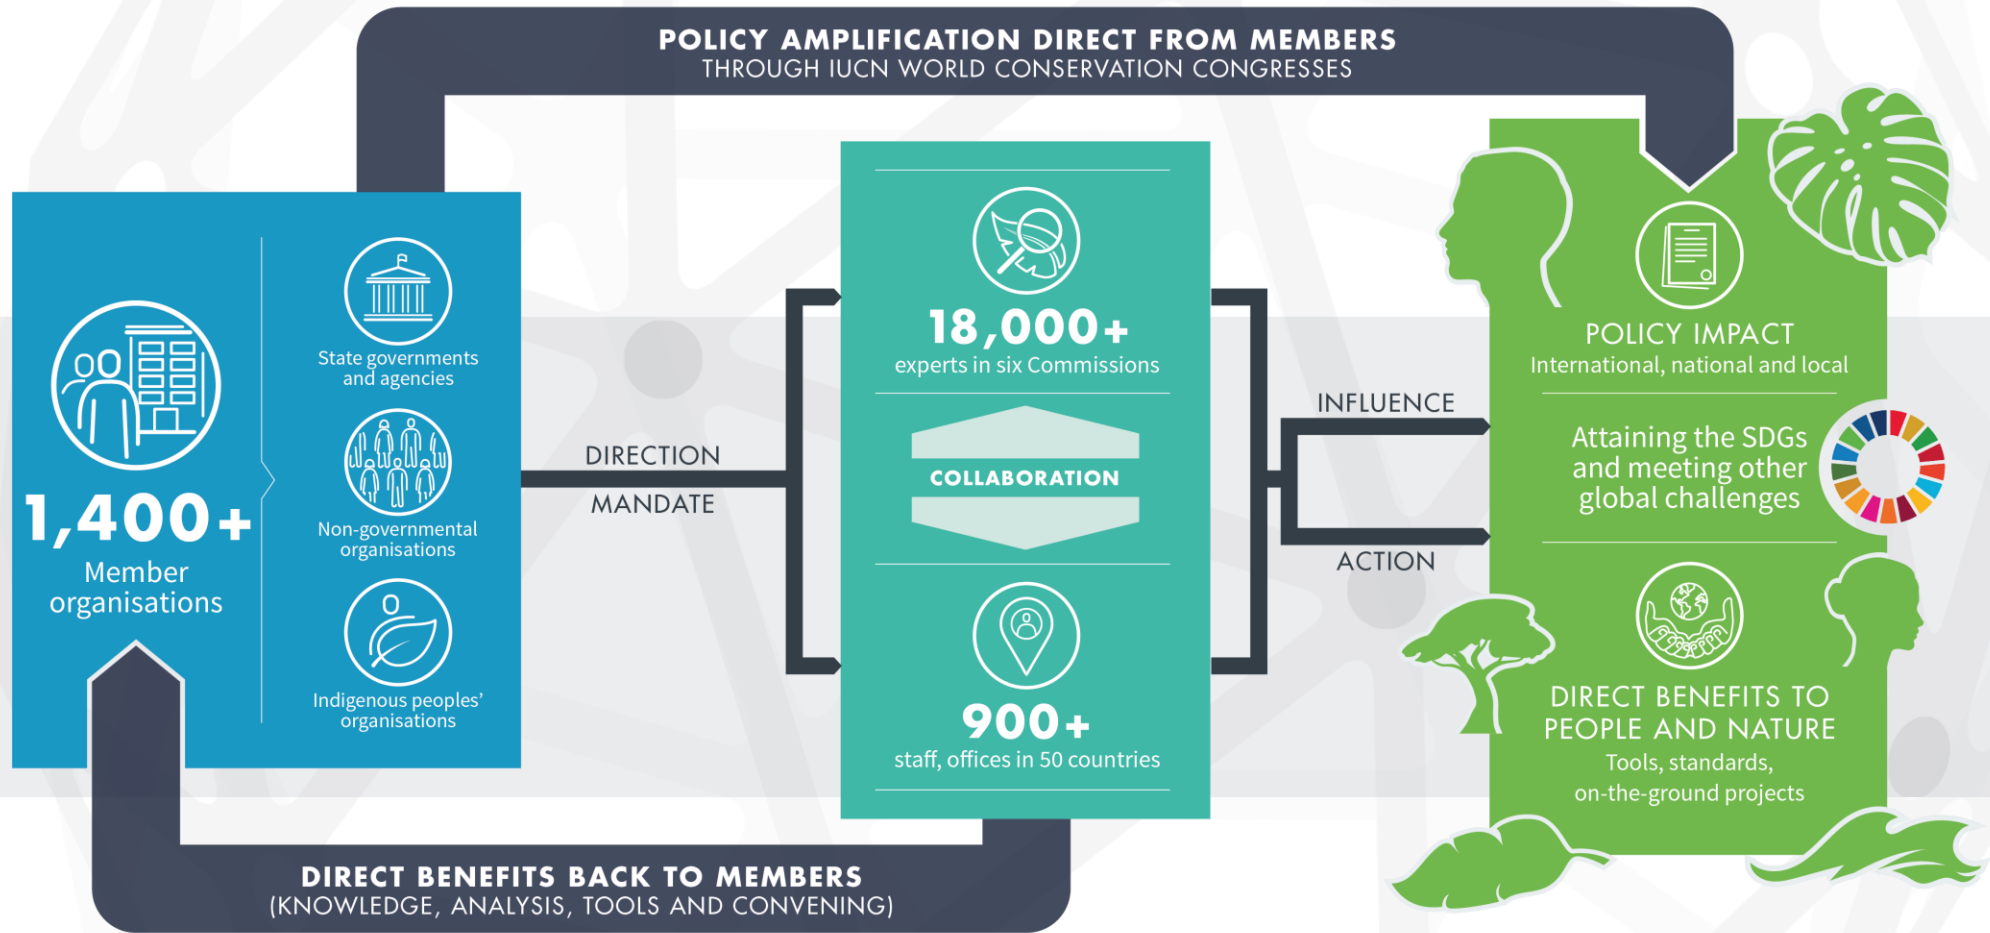 POLICY AMPLIFICATION DIRECT FROM MEMBERS
THROUGH IUCN WORLD CONSERVATION CONGRESSES
1,400+
Member
organisations
State governments
and agencies
Non-governmental
organisations
Indigenous peoples’
organisations
DIRECTION
MANDATE
18,000+
experts in six Commissions
COLLABORATION
900+
staff, offices in 50 countries
INFLUENCE
ACTION
POLICY IMPACT
International, national and local
Attaining the SDGs
and meeting other
global challenges
DIRECT BENEFITS TO
PEOPLE AND NATURE
Tools, standards,
on-the-ground projects
DIRECT BENEFITS BACK TO MEMBERS
(KNOWLEDGE, ANALYSIS, TOOLS AND CONVENING)